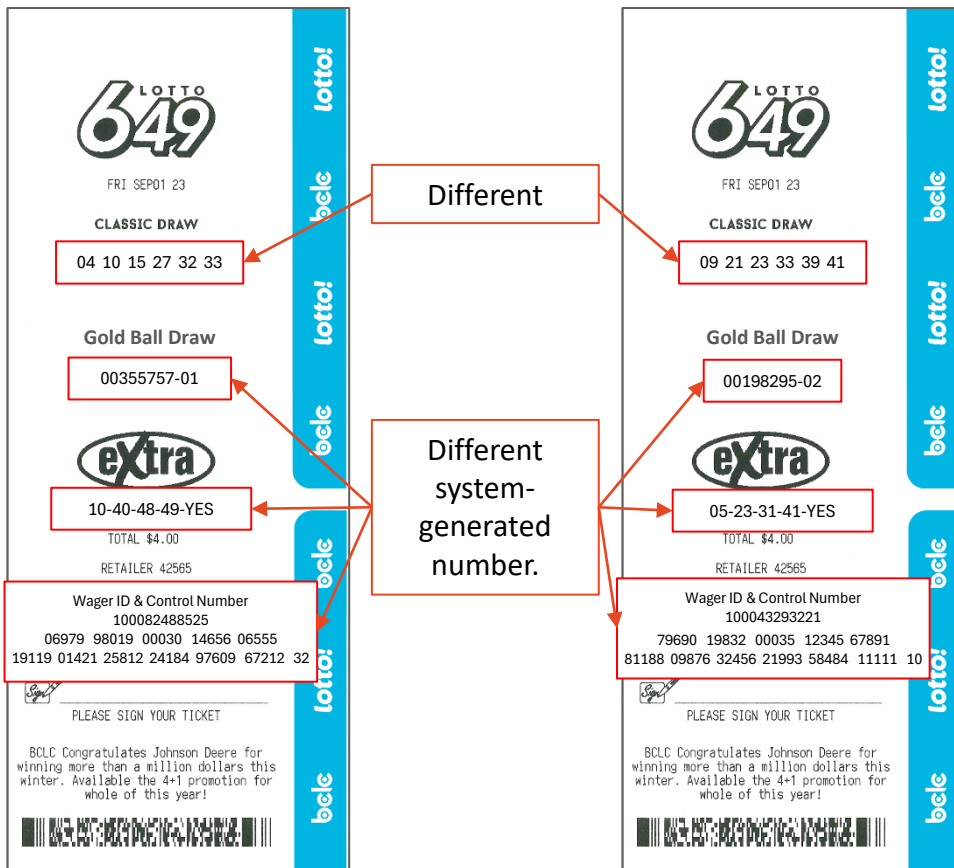 LOTTO
649
FRI SEP01 23
CLASSIC DRAW
04 10 15 27 32 33
Gold Ball Draw
00355757-01
eXtra
10-40-48-49-YES
TOTAL $4.00
RETAILER 42565
Wager ID & Control Number
100082488525
06979 98019 00030 14656 06555
19119 01421 25812 24184 97609 67212 32
Sign
PLEASE SIGN YOUR TICKET
BCLC Congratulates Johnson Deere for
winning more than a million dollars this
winter. Available the 4+1 promotion for
whole of this year!
lotto!
bclc
lotto!
bclc
bclc
lotto!
bclc
Different
Different
system-
generated
number.
LOTTO
649
FRI SEP01 23
CLASSIC DRAW
09 21 23 33 39 41
Gold Ball Draw
00198295-02
eXtra
05-23-31-41-YES
TOTAL $4.00
RETAILER 42565
Wager ID & Control Number
100043293221
79690 19832 00035 12345 67891
81188 09876 32456 21993 58484 11111 10
Sign
PLEASE SIGN YOUR TICKET
BCLC Congratulates Johnson Deere for
winning more than a million dollars this
winter. Available the 4+1 promotion for
whole of this year!
lotto!
bclc
lotto!
bclc
bclc
lotto!
bclc